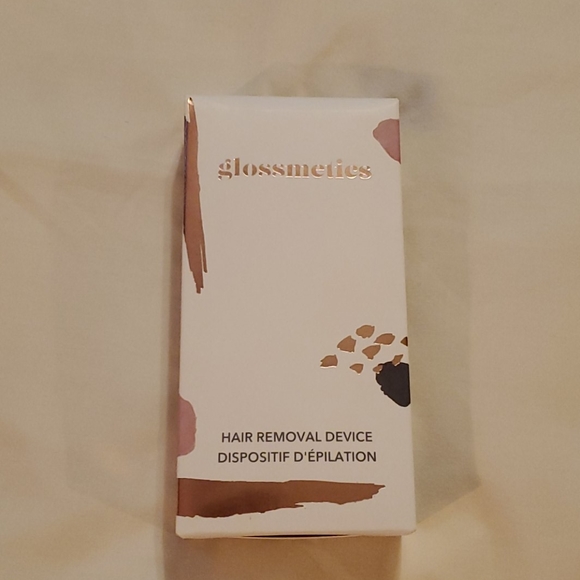 glossmetics
HAIR REMOVAL DEVICE
DISPOSITIF D'ÉPILATION